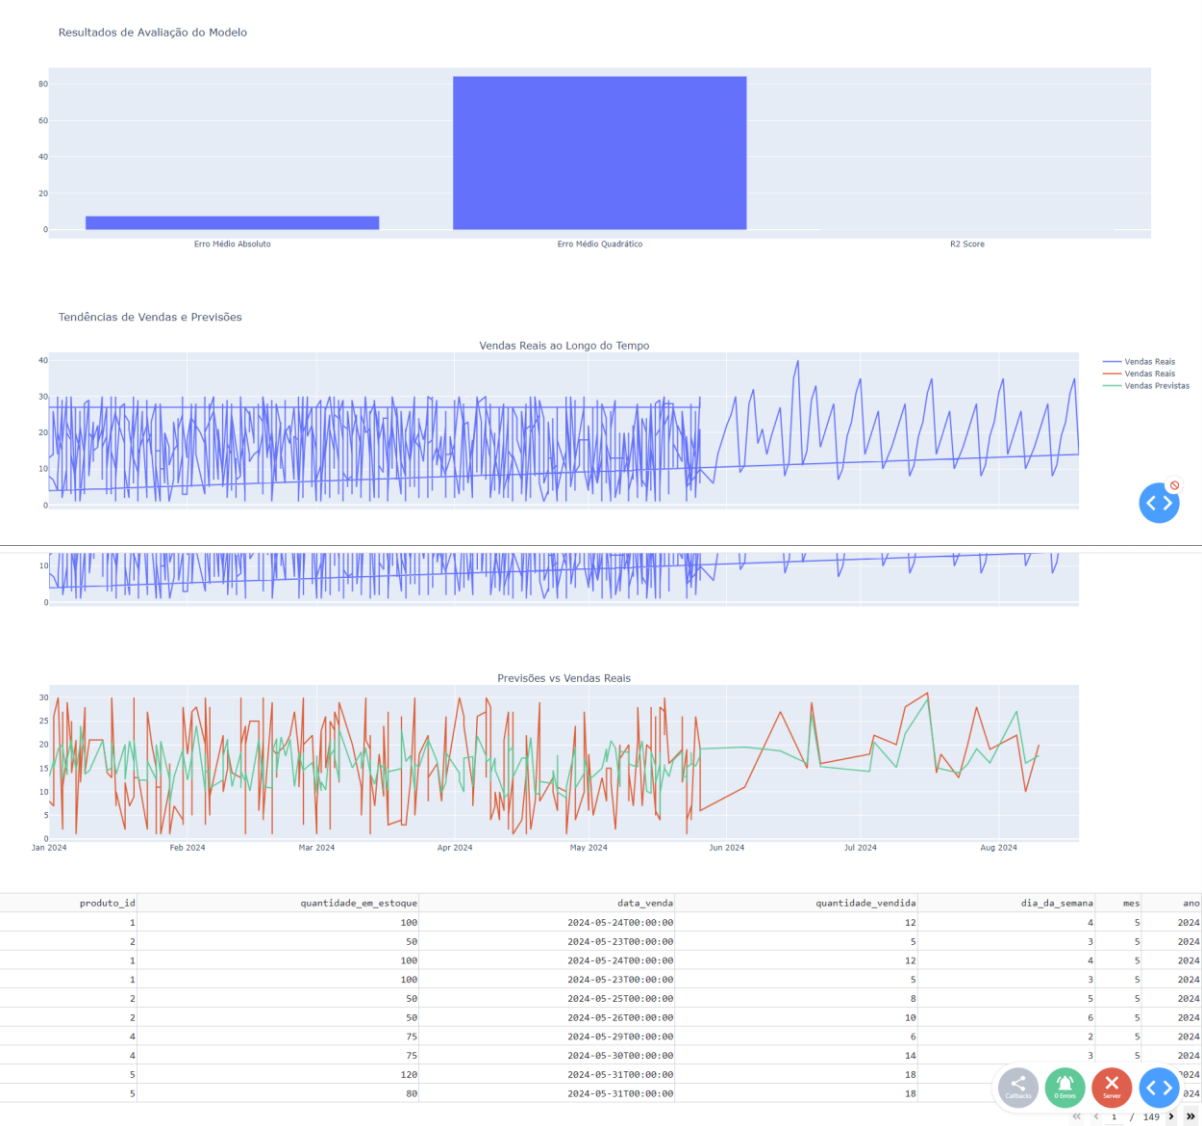 Resultados de Avaliação do Modelo
80
60
40
20
0
Erro Médio Absoluto
Erro Médio Quadrático
R2 Score
Tendências de Vendas e Previsões
Vendas Reais ao Longo do Tempo
40
30
20
10
0
Vendas Reais
Vendas Reais
Vendas Previstas
10
0
Previsões vs Vendas Reais
30
25
20
15
10
5
0
Jan 2024 Feb 2024 Mar 2024 Apr 2024 May 2024 Jun 2024 Jul 2024 Aug 2024
produto_id quantidade_em_estoque data_venda quantidade_vendida dia_da_semana mes ano
1 100 2024-05-24T00:00:00 12 4 5 2024
2 50 2024-05-23T00:00:00 5 3 5 2024
1 100 2024-05-24T00:00:00 12 4 5 2024
1 100 2024-05-23T00:00:00 5 3 5 2024
2 50 2024-05-25T00:00:00 8 5 5 2024
2 50 2024-05-26T00:00:00 10 6 5 2024
4 75 2024-05-29T00:00:00 6 2 5 2024
4 75 2024-05-30T00:00:00 14 3 5 2024
5 120 2024-05-31T00:00:00 18 024
5 80 2024-05-31T00:00:00 18 024
Callbacks
0 Errors
Server
« ‹ 1 / 149 › »